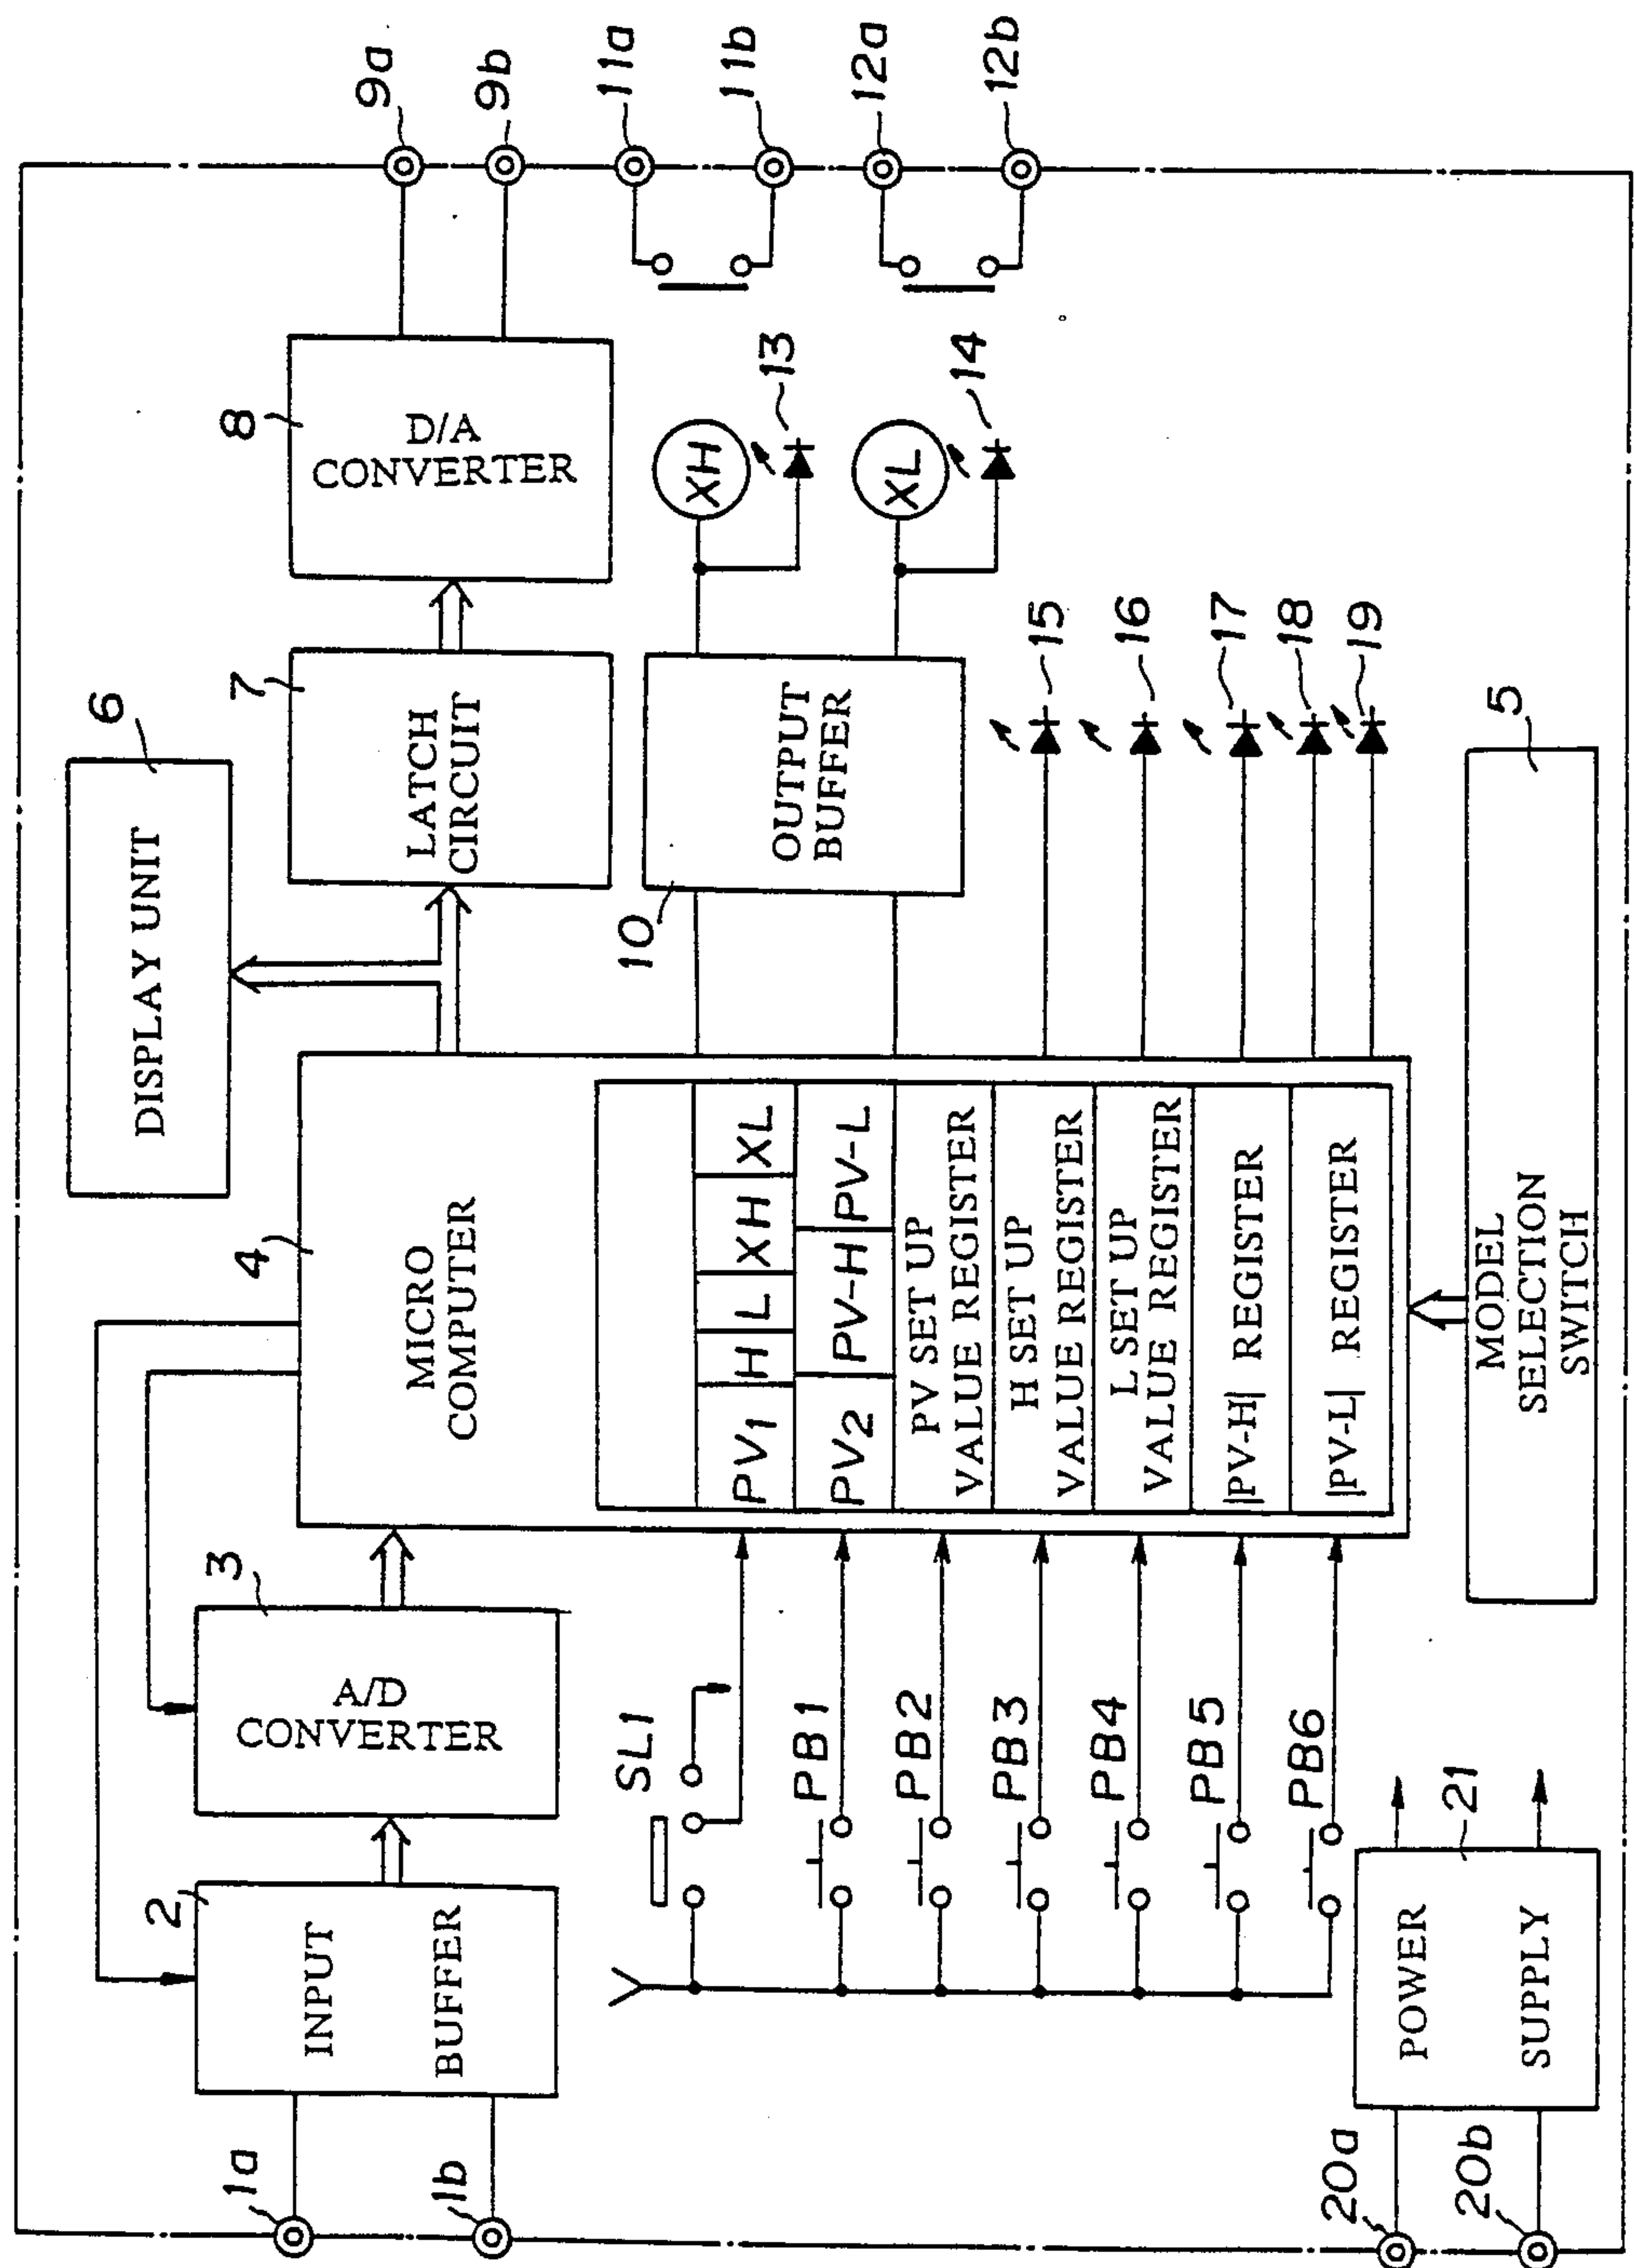 6
DISPLAY UNIT
4
MICRO
COMPUTER
7
LATCH
CIRCUIT
8
D/A
CONVERTER
9a
9b
11a
11b
12a
12b
2
INPUT
BUFFER
3
A/D
CONVERTER
1a
1b
10
OUTPUT
BUFFER
XH
13
XL
14
PV1 H L XH XL
PV2 PV-H PV-L
PV SET UP
VALUE REGISTER
H SET UP
VALUE REGISTER
L SET UP
VALUE REGISTER
|PV-H| REGISTER
|PV-L| REGISTER
SL1
PB1
PB2
PB3
PB4
PB5
PB6
15
16
17
18
19
20a
20b
POWER
SUPPLY
21
MODEL
SELECTION
SWITCH
5